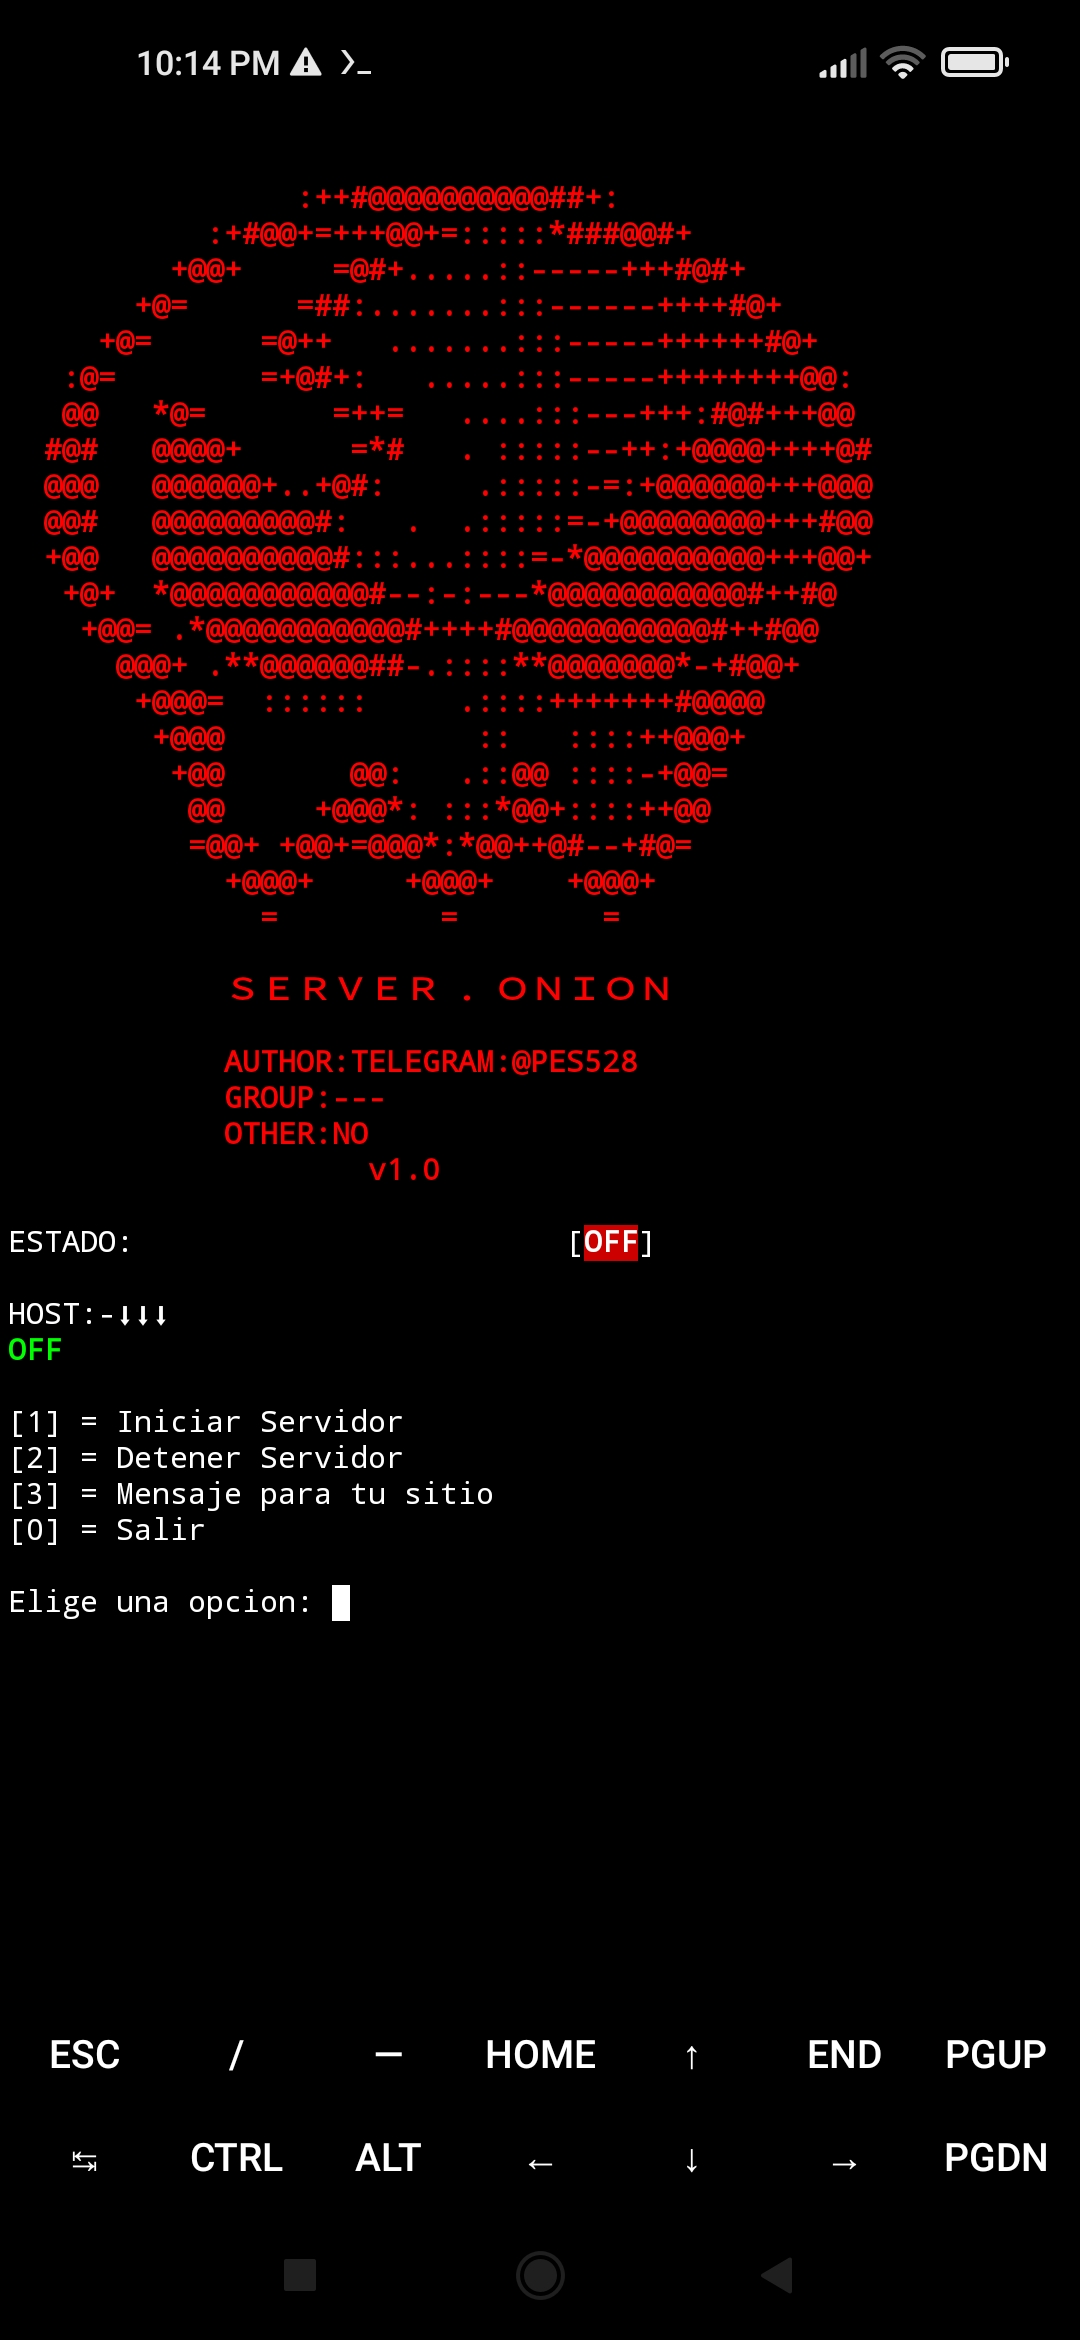 10:14 PM
SERVER.ONION
AUTHOR:TELEGRAM:@PES528
GROUP:---
OTHER:NO
v1.0
ESTADO: [OFF]
HOST:-↓↓↓
OFF
[1] = Iniciar Servidor
[2] = Detener Servidor
[3] = Mensaje para tu sitio
[0] = Salir
Elige una opcion:
ESC / — HOME ↑ END PGUP
↹ CTRL ALT ← ↓ → PGDN